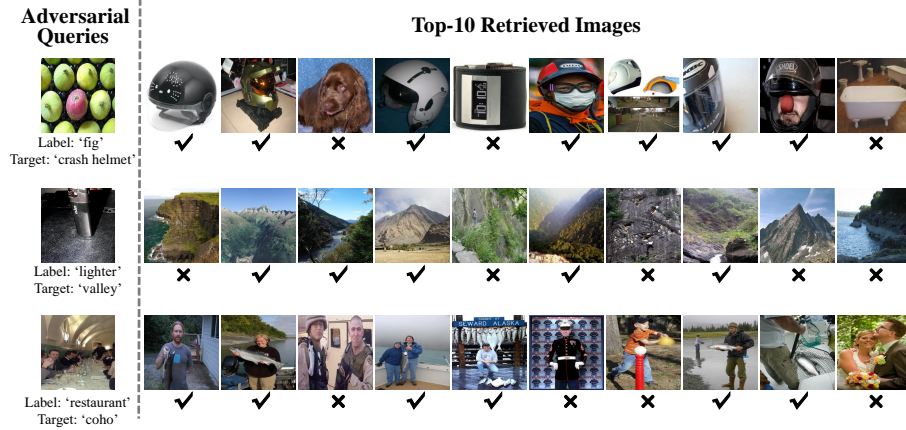 Adversarial
Queries
Top-10 Retrieved Images
Label: 'fig'
Target: 'crash helmet'
Label: 'lighter'
Target: 'valley'
SEWARD ALASKA
Label: 'restaurant'
Target: 'coho'